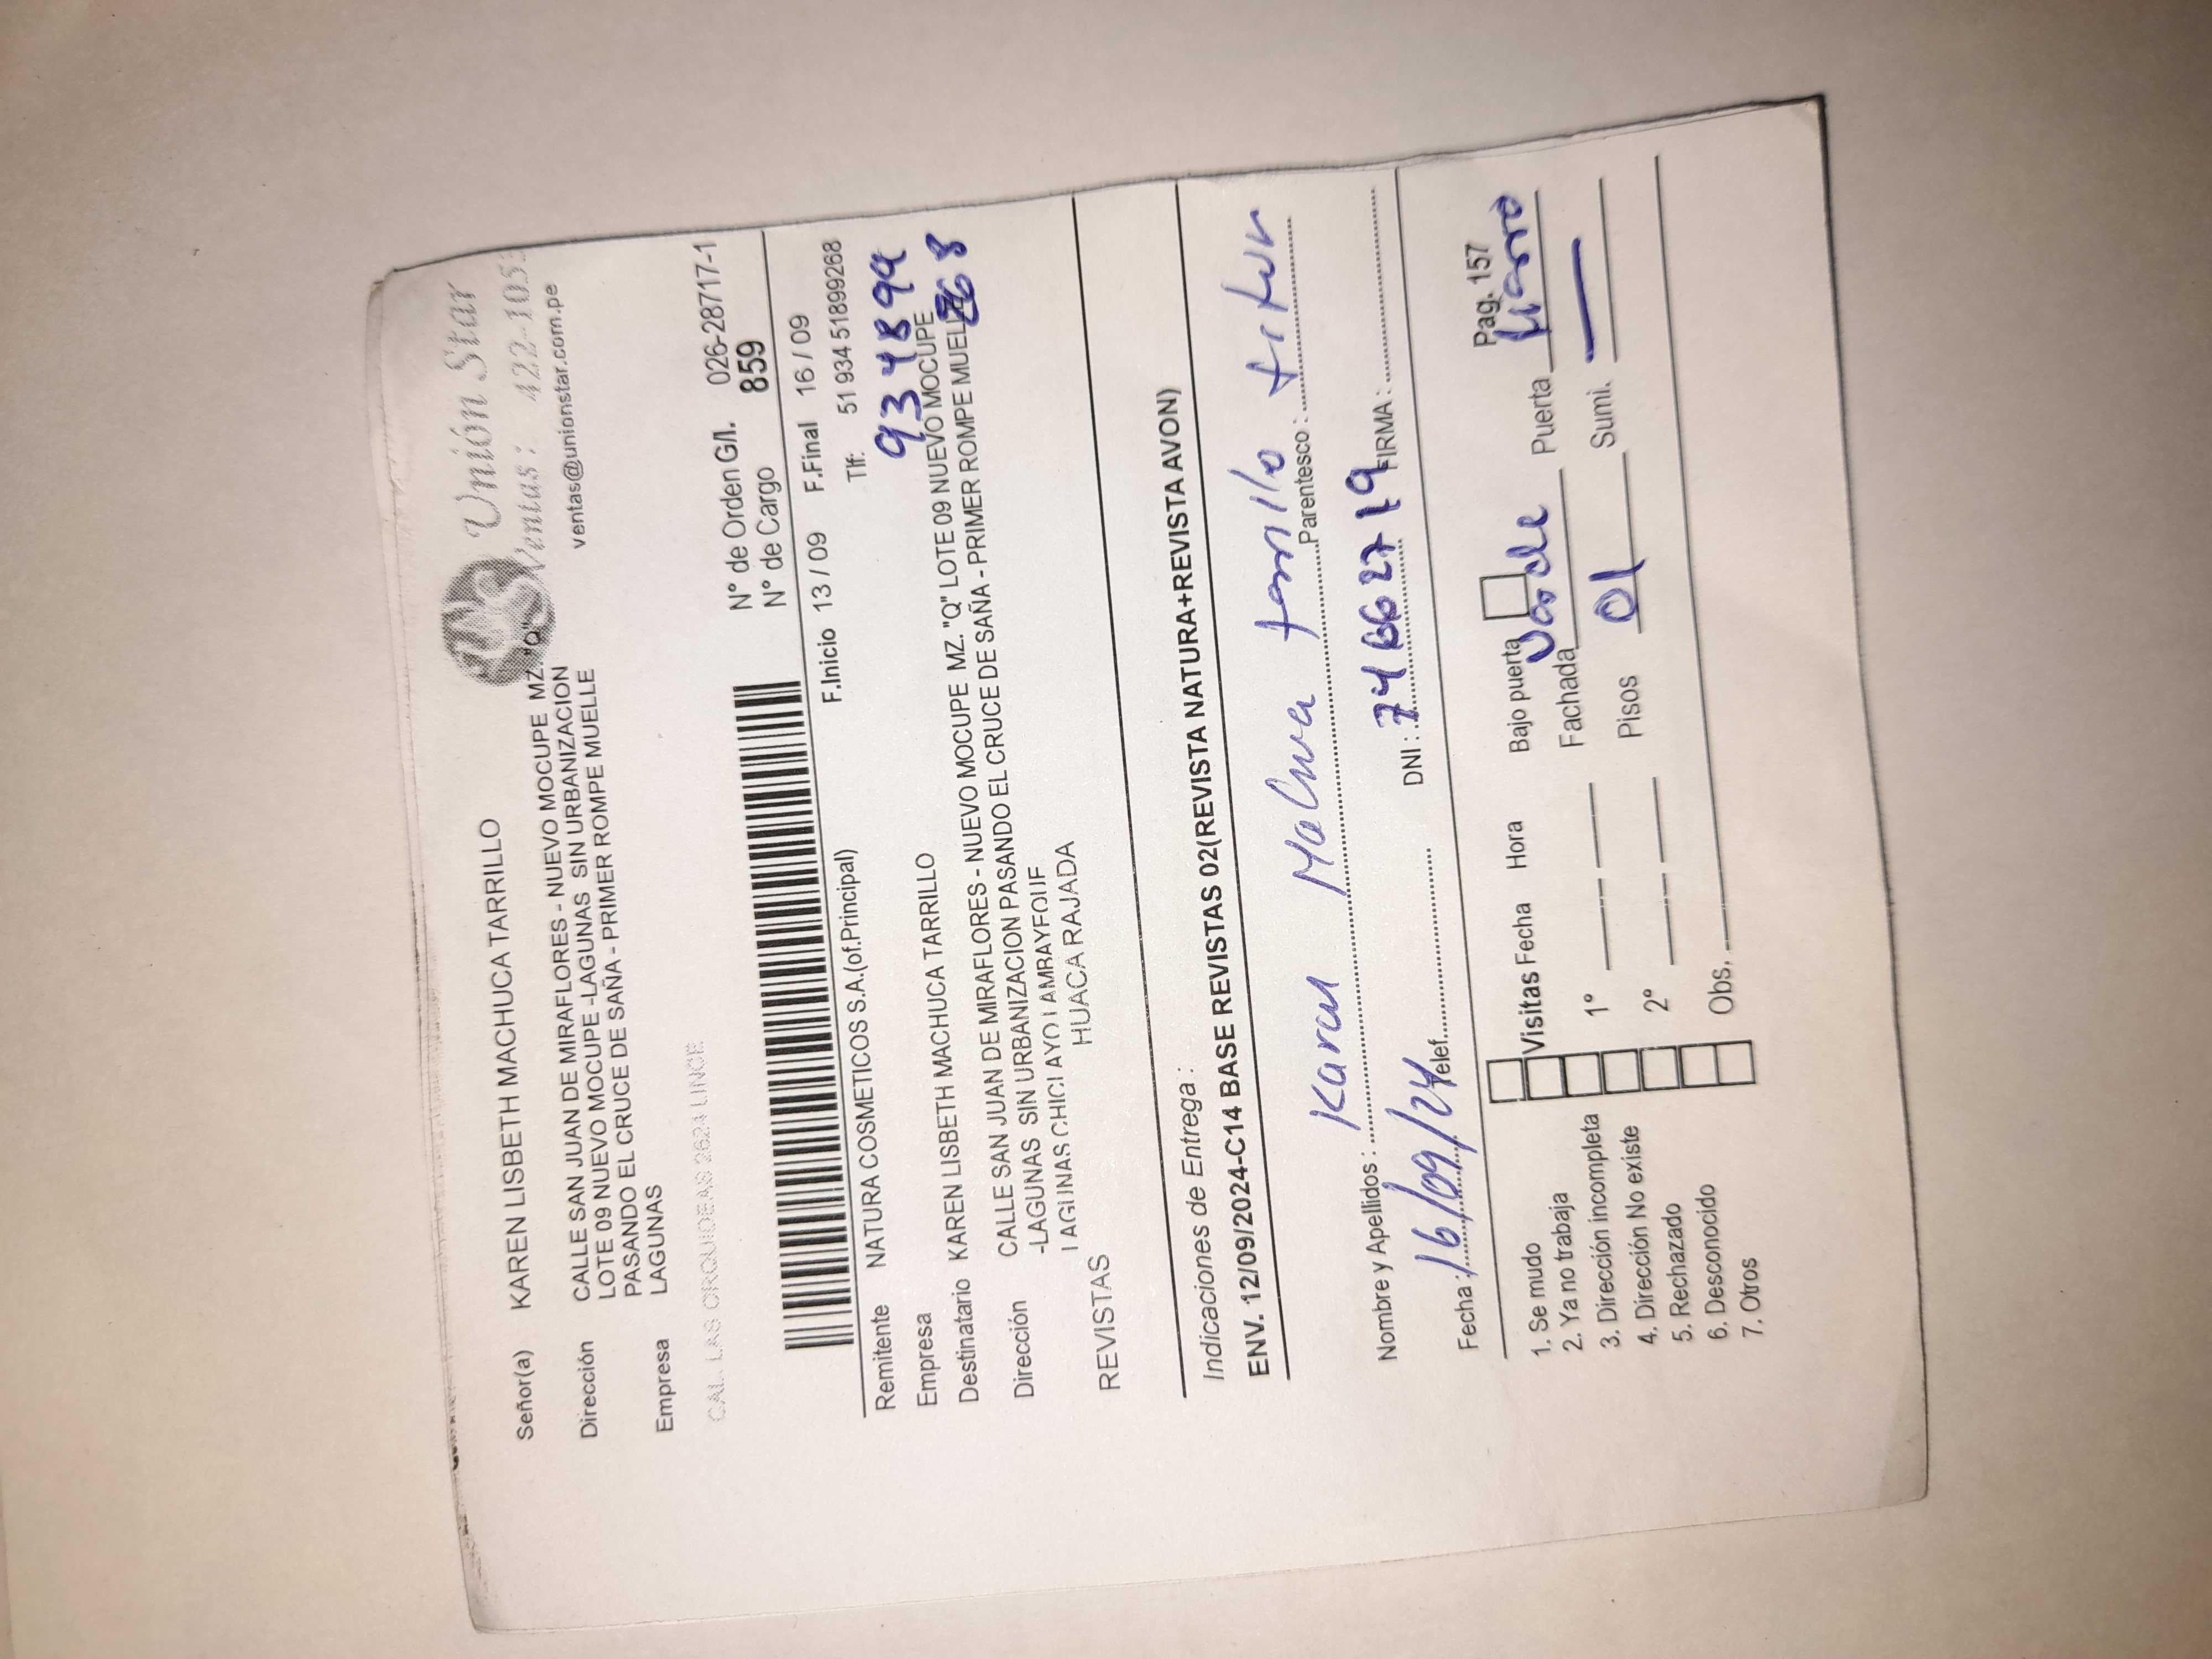 Unión Star
Ventas: 422-105
ventas@unionstar.com.pe
Señor(a) KAREN LISBETH MACHUCA TARRILLO
Dirección CALLE SAN JUAN DE MIRAFLORES - NUEVO MOCUPE MZ. "Q"
LOTE 09 NUEVO MOCUPE -LAGUNAS SIN URBANIZACION
PASANDO EL CRUCE DE SAÑA - PRIMER ROMPE MUELLE
Empresa LAGUNAS
CAL. LAS ORQUIDEAS 2624 LINCE
N° de Orden G/I. 026-28717-1
N° de Cargo 859
F.Inicio 13 / 09 F.Final 16 / 09
Remitente NATURA COSMETICOS S.A.(of.Principal) Tlf: 51 934 51899268
934899
268
Empresa
Destinatario KAREN LISBETH MACHUCA TARRILLO
Dirección CALLE SAN JUAN DE MIRAFLORES - NUEVO MOCUPE MZ. "Q" LOTE 09 NUEVO MOCUPE
-LAGUNAS SIN URBANIZACION PASANDO EL CRUCE DE SAÑA - PRIMER ROMPE MUELL
LAGUNAS CHICLAYO LAMBAYEQUE
REVISTAS HUACA RAJADA
Indicaciones de Entrega :
ENV. 12/09/2024-C14 BASE REVISTAS 02(REVISTA NATURA+REVISTA AVON)
Nombre y Apellidos : Karen Parentesco :
Fecha : 16/09/24 Telef. DNI : 74662719 FIRMA :
Pag. 157
1. Se mudo
2. Ya no trabaja
3. Dirección incompleta
4. Dirección No existe
5. Rechazado
6. Desconocido
7. Otros
Visitas Fecha Hora Bajo puerta
1° Fachada Verde Puerta
2° Pisos 01 Sumi. —
Obs.